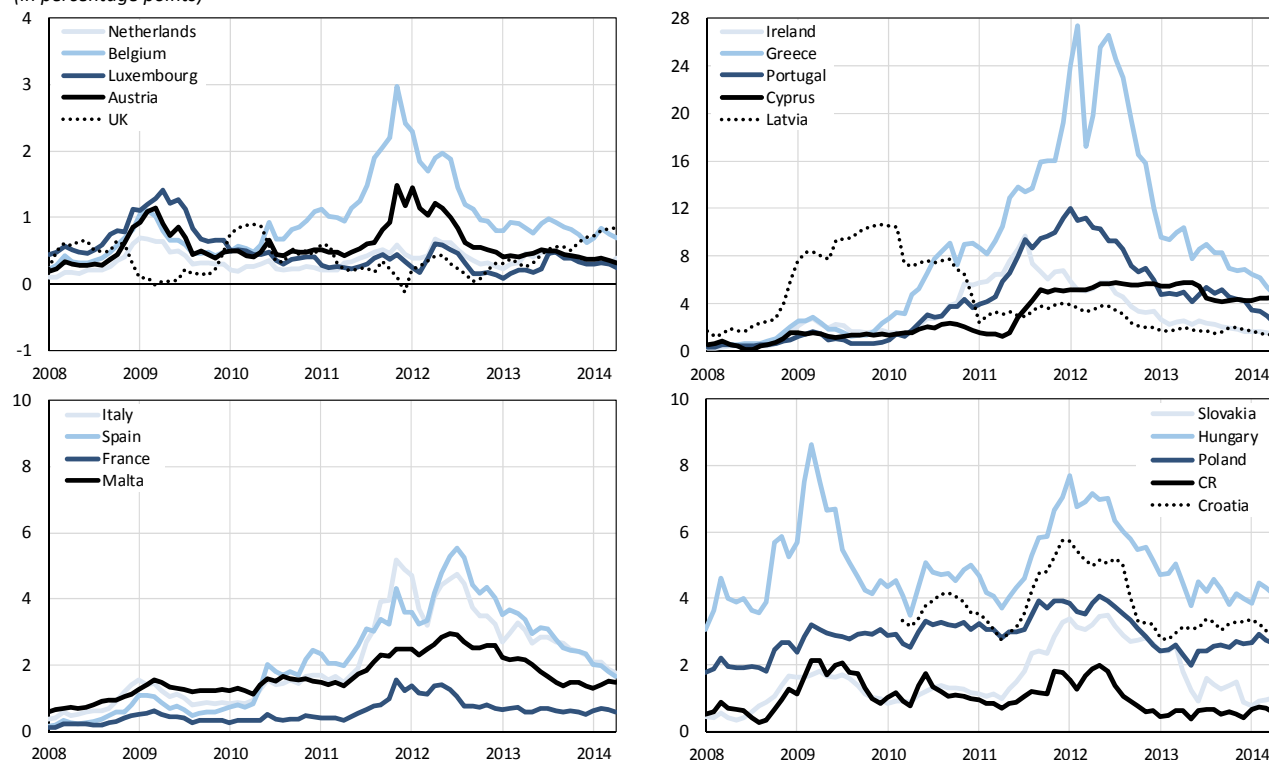 (in percentage points)
4
3
2
1
0
-1
Netherlands
Belgium
Luxembourg
Austria
UK
2008 2009 2010 2011 2012 2013 2014
28
24
20
16
12
8
4
0
Ireland
Greece
Portugal
Cyprus
Latvia
2008 2009 2010 2011 2012 2013 2014
10
8
6
4
2
0
Italy
Spain
France
Malta
2008 2009 2010 2011 2012 2013 2014
10
8
6
4
2
0
Slovakia
Hungary
Poland
CR
Croatia
2008 2009 2010 2011 2012 2013 2014